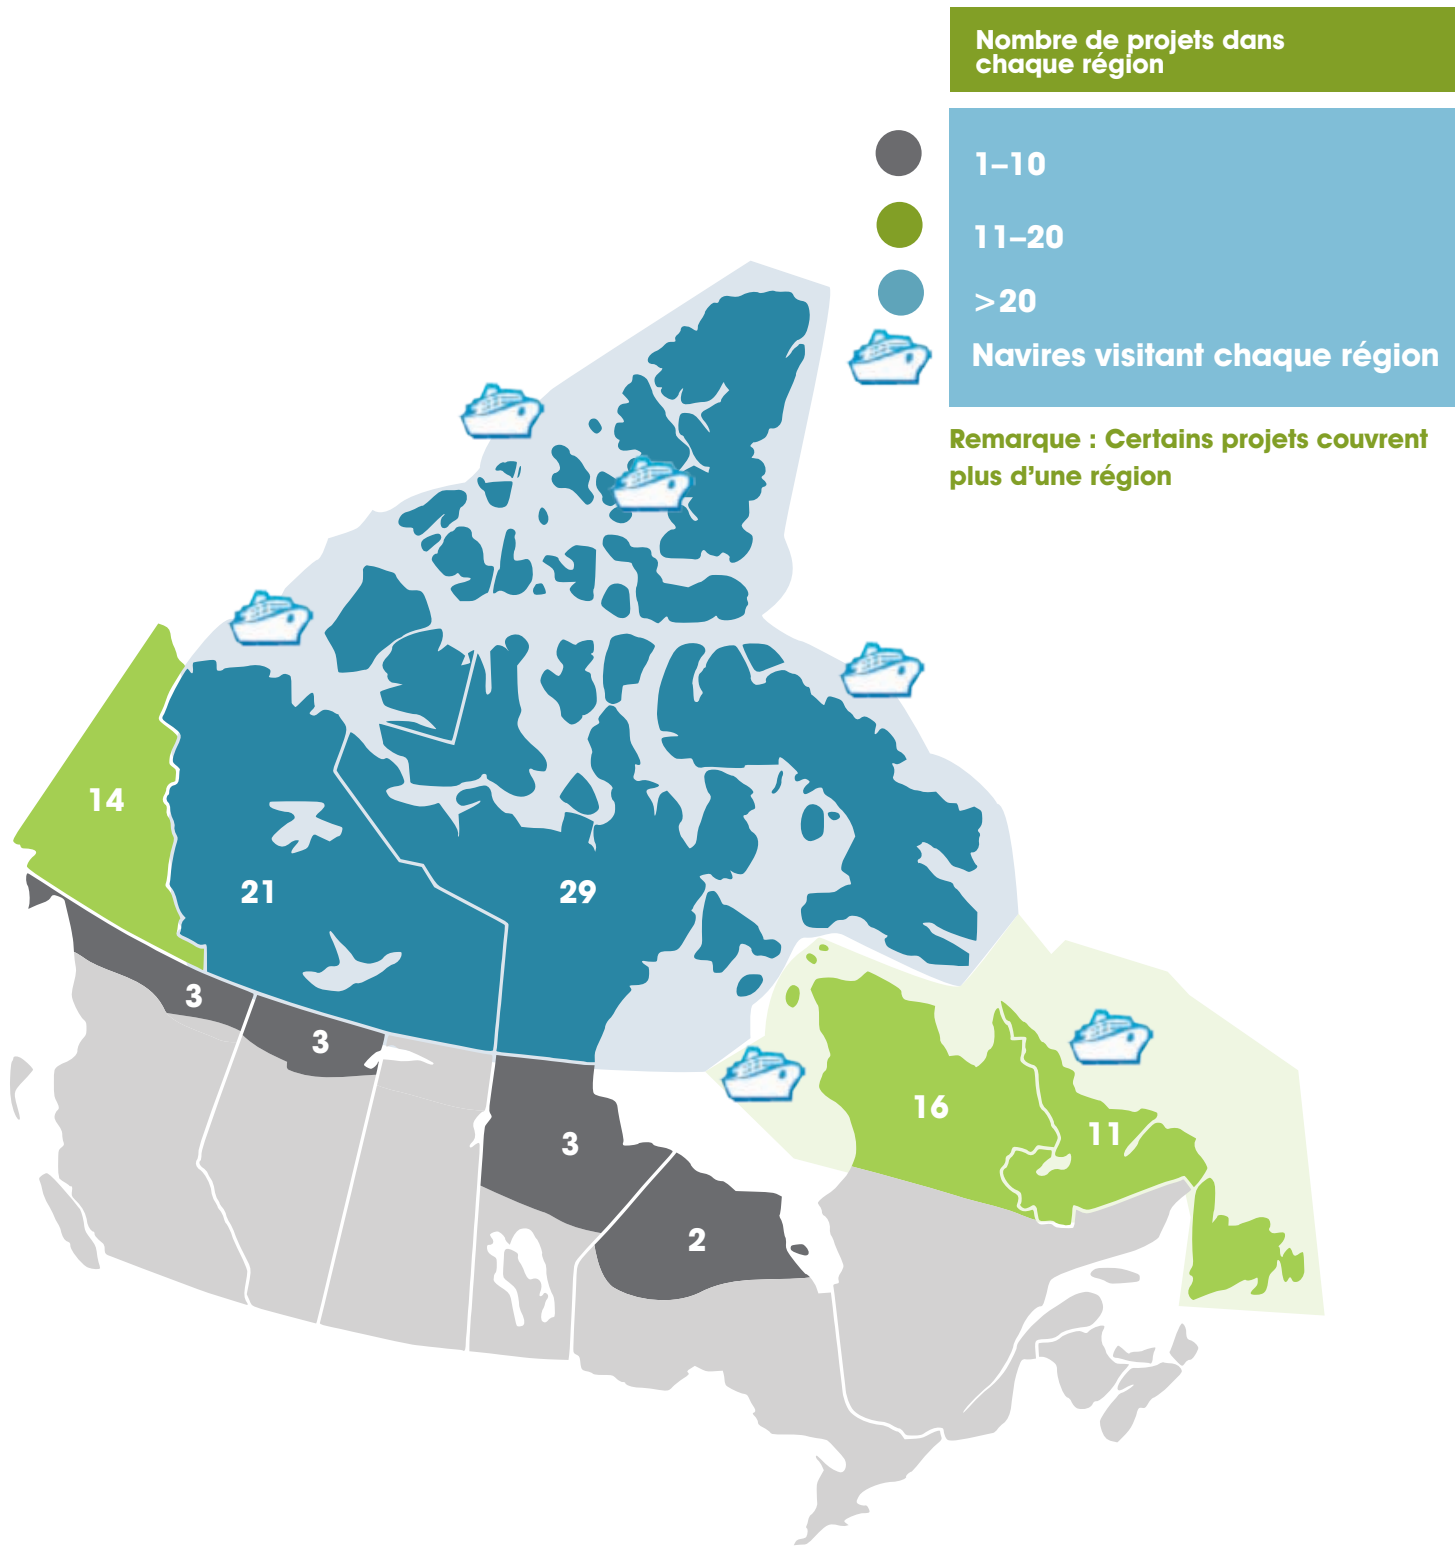 Nombre de projets dans
chaque région
1–10
11–20
>20
Navires visitant chaque région
Remarque : Certains projets couvrent
plus d’une région
14
21
29
3
3
3
2
16
11